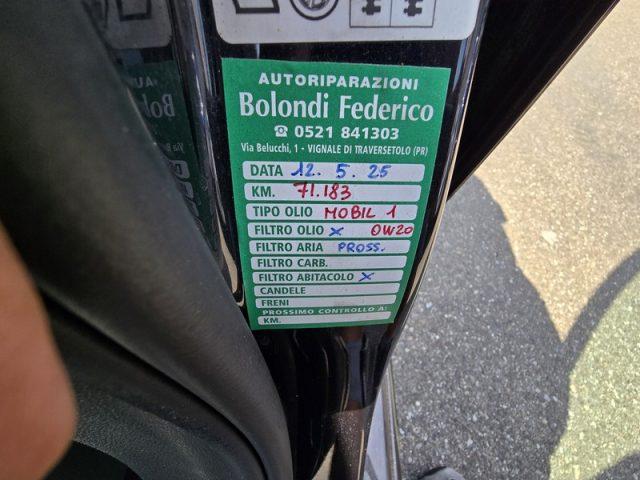 AUTORIPARAZIONI
Bolondi Federico
☎ 0521 841303
Via Belucchi, 1 - VIGNALE DI TRAVERSETOLO (PR)
DATA 12.5.25
KM. 71.183
TIPO OLIO MOBIL 1
FILTRO OLIO x 0W20
FILTRO ARIA PROSS.
FILTRO CARB.
FILTRO ABITACOLO x
CANDELE
FRENI
PROSSIMO CONTROLLO A:
KM.